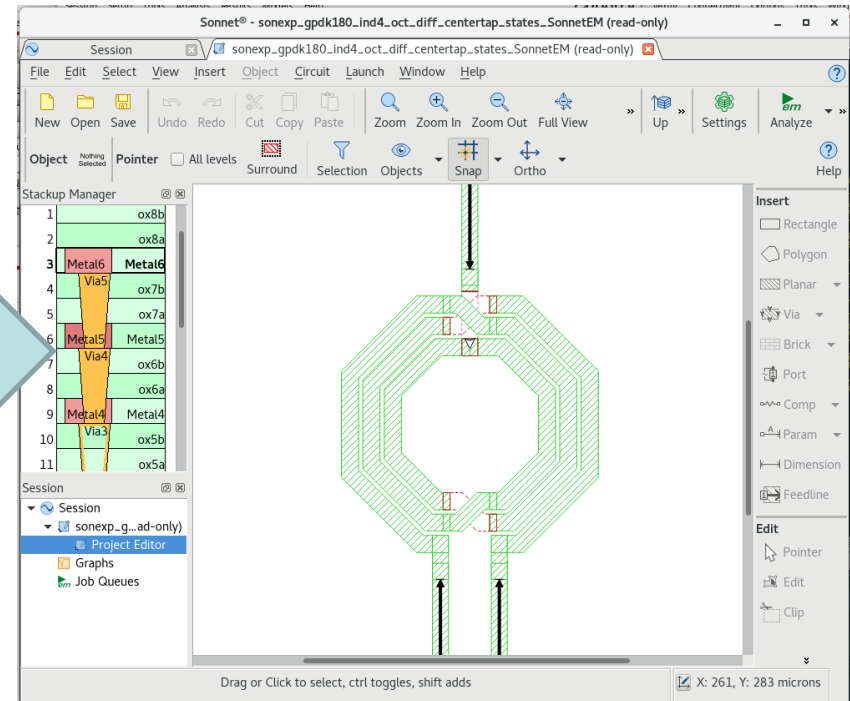 Sonnet® - sonexp_gpdk180_ind4_oct_diff_centertap_states_SonnetEM (read-only)
Session
sonexp_gpdk180_ind4_oct_diff_centertap_states_SonnetEM (read-only)
File Edit Select View Insert Object Circuit Launch Window Help
New Open Save Undo Redo Cut Copy Paste Zoom Zoom In Zoom Out Full View » Up » Settings Analyze »
Object Nothing Selected Pointer All levels Surround Selection Objects Snap Ortho Help
Stackup Manager
1 ox8b
2 ox8a
3 Metal6 Metal6
4 Via5 ox7b
5 ox7a
6 Metal5 Metal5
7 Via4 ox6b
8 ox6a
9 Metal4 Metal4
10 Via3 ox5b
11 ox5a
Session
Session
sonexp_g...ad-only)
Project Editor
Graphs
Job Queues
Insert
Rectangle
Polygon
Planar
Via
Brick
Port
Comp
Param
Dimension
Feedline
Edit
Pointer
Edit
Clip
Drag or Click to select, ctrl toggles, shift adds
X: 261, Y: 283 microns